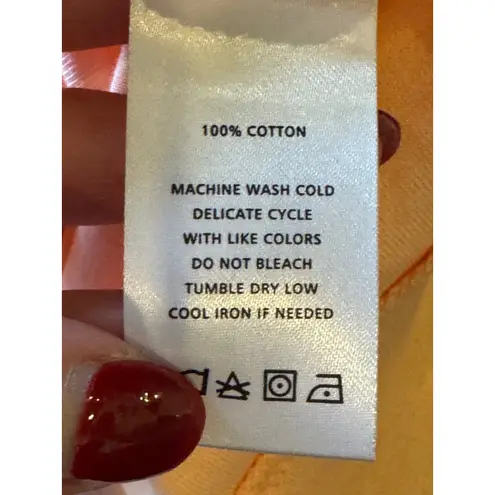 100% COTTON
MACHINE WASH COLD
DELICATE CYCLE
WITH LIKE COLORS
DO NOT BLEACH
TUMBLE DRY LOW
COOL IRON IF NEEDED